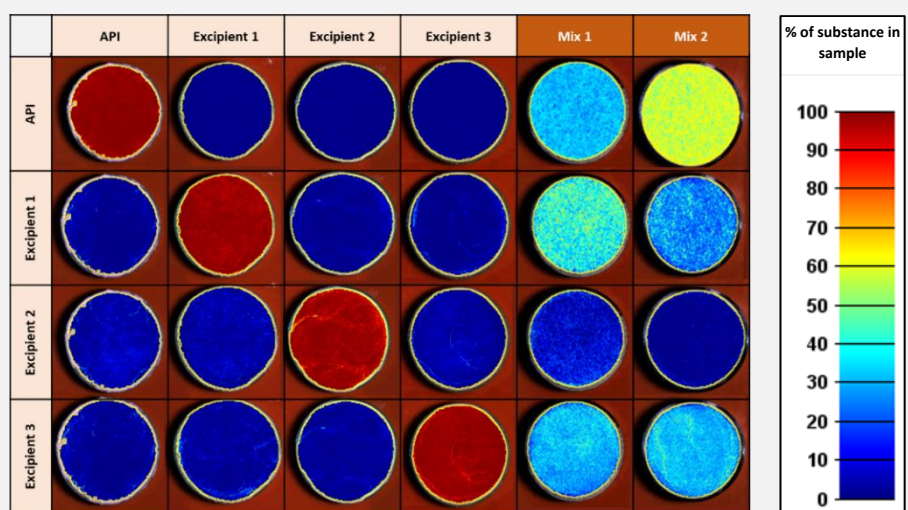 API Excipient 1 Excipient 2 Excipient 3 Mix 1 Mix 2
API
Excipient 1
Excipient 2
Excipient 3
% of substance in
sample
100
90
80
70
60
50
40
30
20
10
0